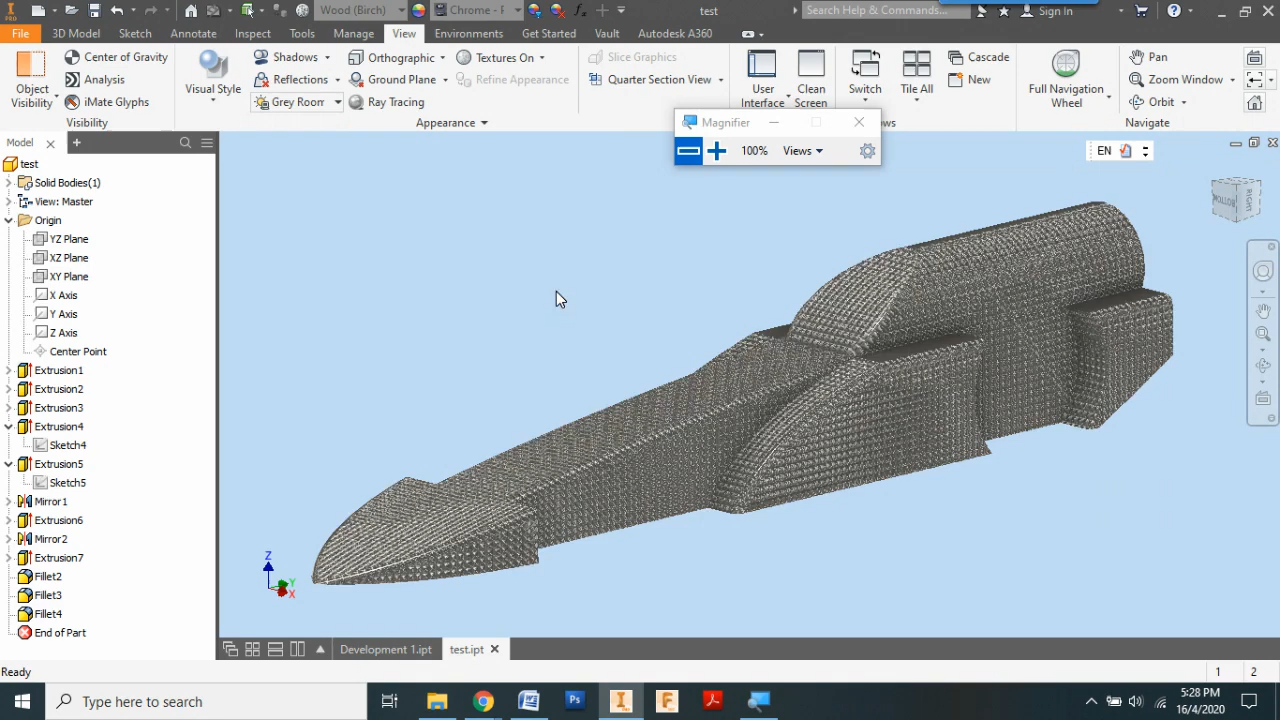 PRO
Wood (Birch)
Chrome - P
test
Search Help & Commands...
Sign In
File
3D Model
Sketch
Annotate
Inspect
Tools
Manage
View
Environments
Get Started
Vault
Autodesk A360
Object
Visibility
Center of Gravity
Analysis
iMate Glyphs
Visibility
Visual Style
Shadows
Reflections
Grey Room
Orthographic
Ground Plane
Ray Tracing
Textures On
Refine Appearance
Appearance
Slice Graphics
Quarter Section View
User
Interface
Clean
Screen
Switch
Tile All
Cascade
New
ows
Full Navigation
Wheel
Pan
Zoom Window
Orbit
Navigate
Magnifier
100%
Views
EN
Model
test
Solid Bodies(1)
View: Master
Origin
YZ Plane
XZ Plane
XY Plane
X Axis
Y Axis
Z Axis
Center Point
Extrusion1
Extrusion2
Extrusion3
Extrusion4
Sketch4
Extrusion5
Sketch5
Mirror1
Extrusion6
Mirror2
Extrusion7
Fillet2
Fillet3
Fillet4
End of Part
BOTTOM
RIGHT
Z
Y
X
Development 1.ipt
test.ipt
Ready
1
2
Type here to search
5:28 PM
16/4/2020